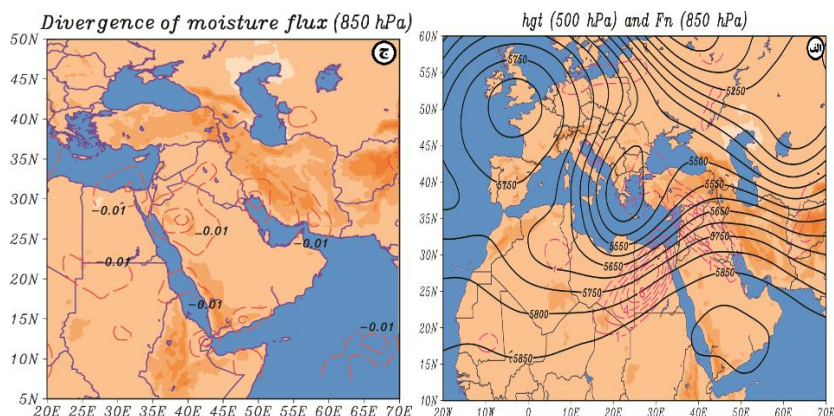 Divergence of moisture flux (850 hPa)
ج
50N
45N
40N
35N
30N
25N
20N
15N
10N
5N
20E 25E 30E 35E 40E 45E 50E 55E 60E 65E 70E
-0.01
-0.01
-0.01
-0.01
-0.01
-0.01
hgt (500 hPa) and Fn (850 hPa)
الف
60N
55N
50N
45N
40N
35N
30N
25N
20N
15N
10N
20W 10W 0 10E 20E 30E 40E 50E 60E 70E
5750
5250
5500
5550
5750
5650
5750
5550
5650
5750
5850
5800
5850
5850